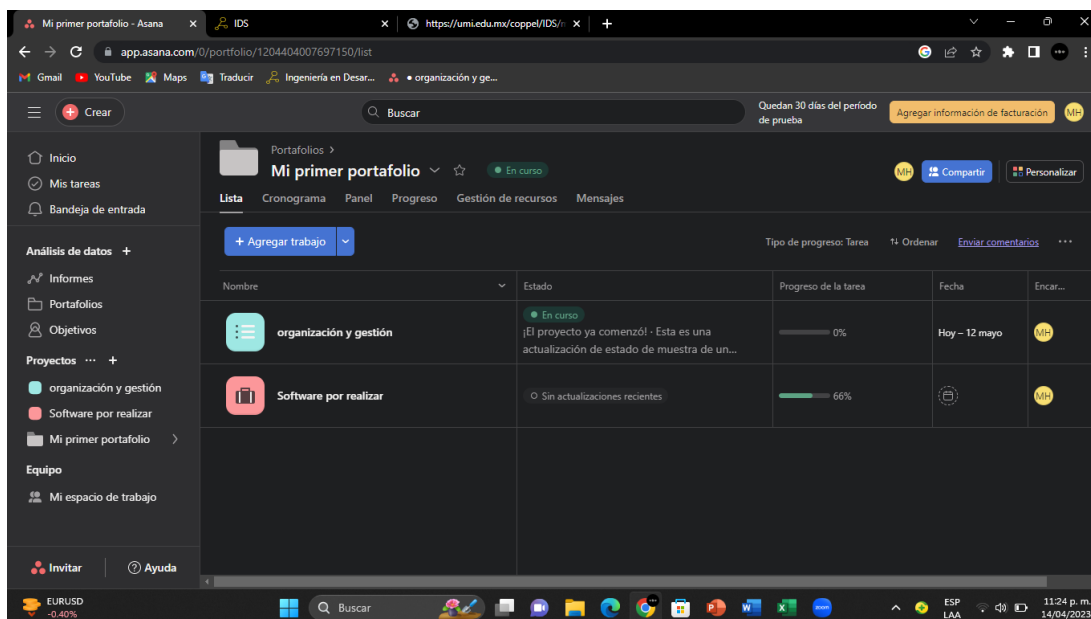 Mi primer portafolio - Asana
IDS
https://umi.edu.mx/coppel/IDS/
app.asana.com/0/portfolio/1204404007697150/list
Gmail YouTube Maps Traducir Ingeniería en Desar... • organización y ge...
Crear
Buscar
Quedan 30 días del período
de prueba
Agregar información de facturación
MH
Inicio
Mis tareas
Bandeja de entrada
Análisis de datos +
Informes
Portafolios
Objetivos
Proyectos ... +
organización y gestión
Software por realizar
Mi primer portafolio
Equipo
Mi espacio de trabajo
Invitar
Ayuda
Portafolios >
Mi primer portafolio
En curso
MH
Compartir
Personalizar
Lista Cronograma Panel Progreso Gestión de recursos Mensajes
+ Agregar trabajo
Tipo de progreso: Tarea
Ordenar
Enviar comentarios
...
Nombre Estado Progreso de la tarea Fecha Encar...
organización y gestión
En curso
¡El proyecto ya comenzó! · Esta es una
actualización de estado de muestra de un...
0%
Hoy – 12 mayo
MH
Software por realizar
Sin actualizaciones recientes
66%
MH
EURUSD
-0.40%
Buscar
zoom
ESP
LAA
11:24 p. m.
14/04/2023